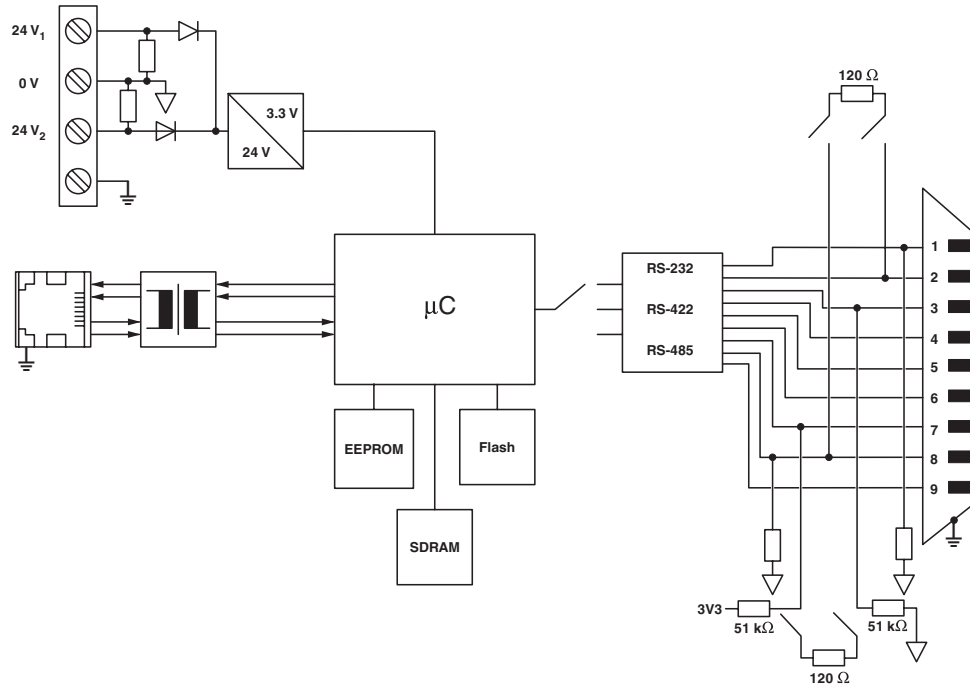 24 V1
0 V
24 V2
3.3 V
24 V
120 Ω
μC
RS-232
RS-422
RS-485
1
2
3
4
5
6
7
8
9
EEPROM
Flash
SDRAM
3V3
51 kΩ
51 kΩ
120 Ω